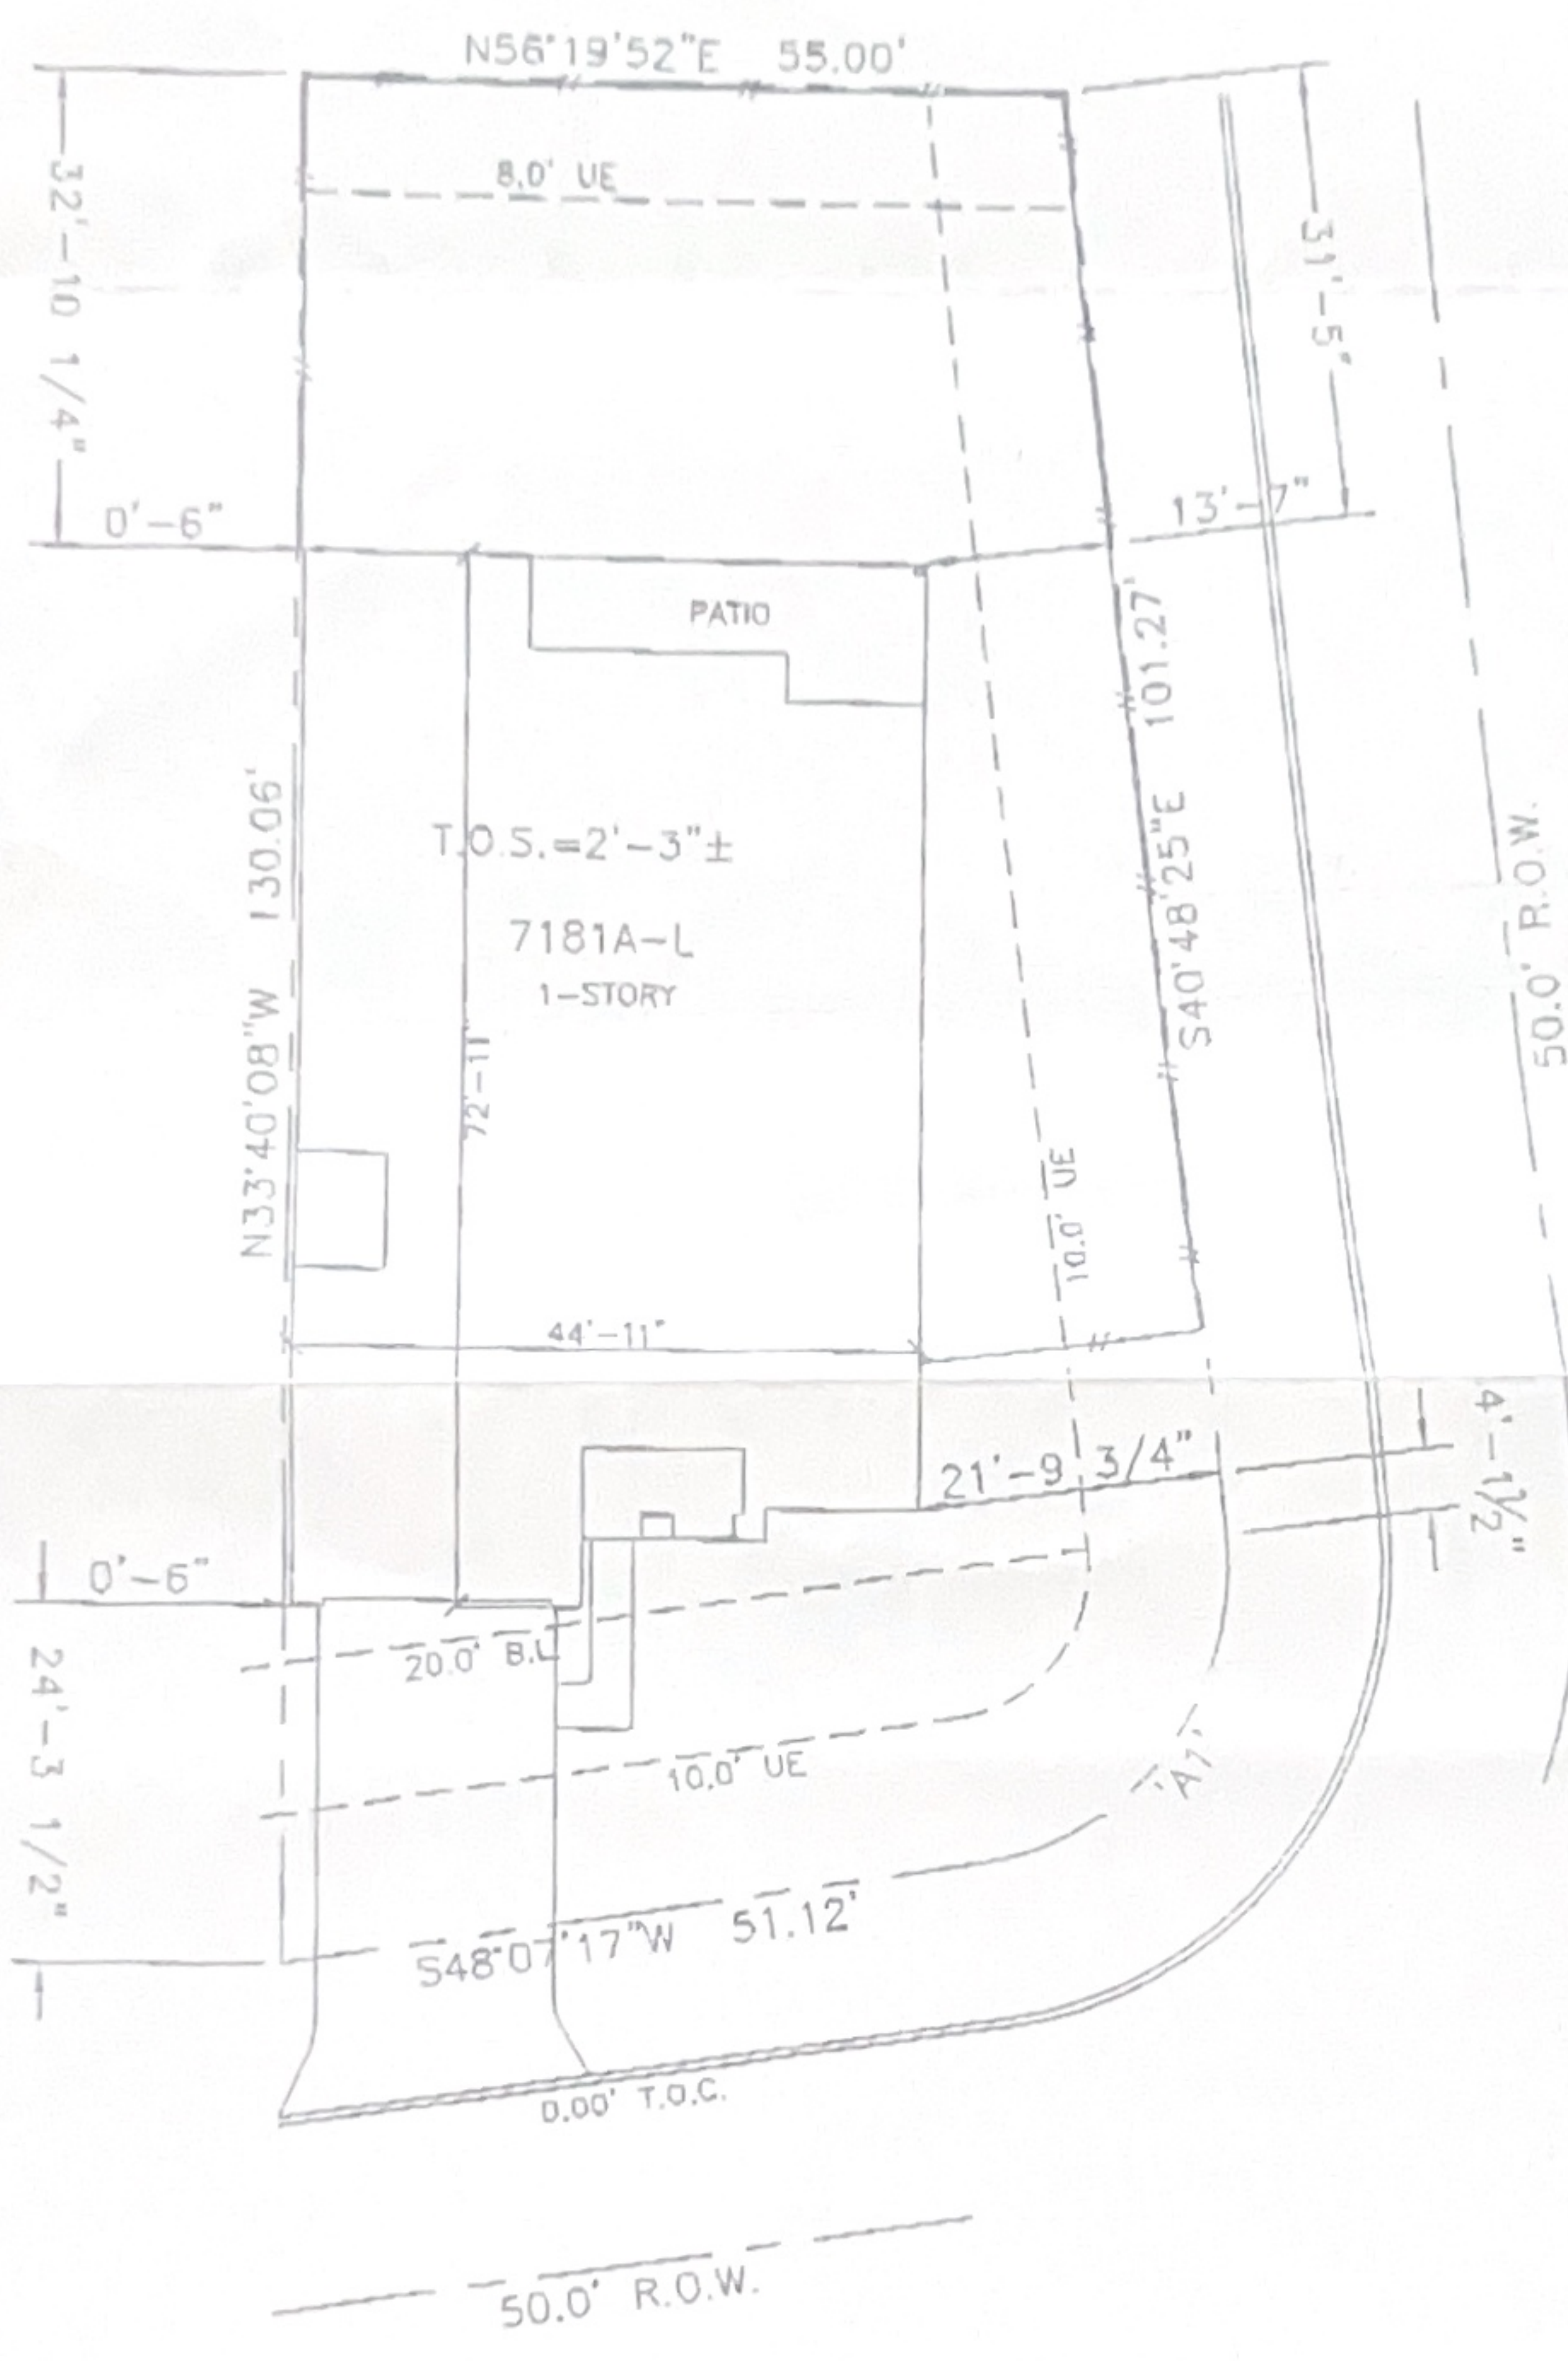 N56°19'52"E 55.00'
8.0' UE
32'-10 1/4"
31'-5"
0'-6"
13'-7"
PATIO
S40°48'25"E 101.27'
N33°40'08"W 130.06'
T.O.S.=2'-3"±
7181A-L
1-STORY
50.0' R.O.W.
72'-11"
10.0' UE
44'-11"
21'-9 3/4"
4'-1 1/2"
0'-6"
20.0' B.L
24'-3 1/2"
10.0' UE
"A"
S48°07'17"W 51.12'
0.00' T.O.C.
50.0' R.O.W.